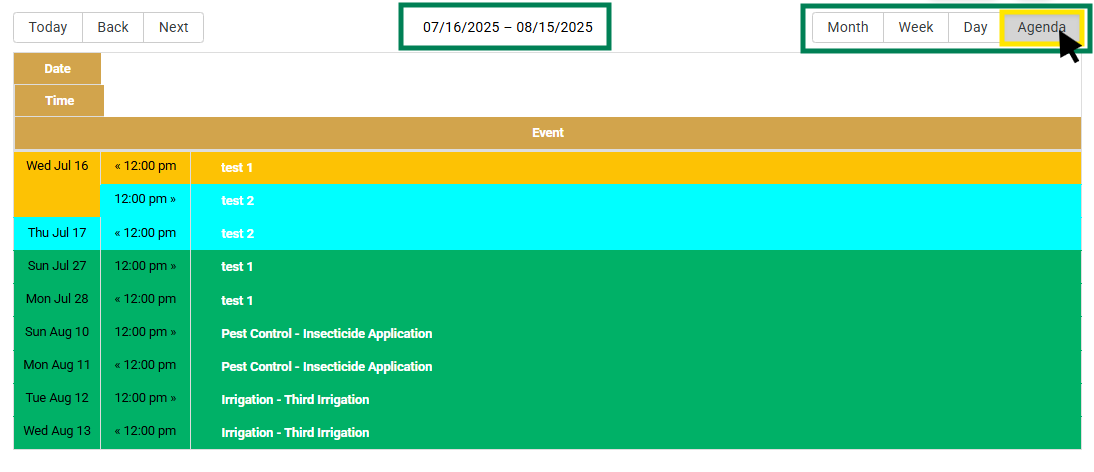 Today Back Next 07/16/2025 – 08/15/2025 Month Week Day Agenda
Date
Time
Event
Wed Jul 16 « 12:00 pm test 1
12:00 pm » test 2
Thu Jul 17 « 12:00 pm test 2
Sun Jul 27 12:00 pm » test 1
Mon Jul 28 « 12:00 pm test 1
Sun Aug 10 12:00 pm » Pest Control - Insecticide Application
Mon Aug 11 « 12:00 pm Pest Control - Insecticide Application
Tue Aug 12 12:00 pm » Irrigation - Third Irrigation
Wed Aug 13 « 12:00 pm Irrigation - Third Irrigation